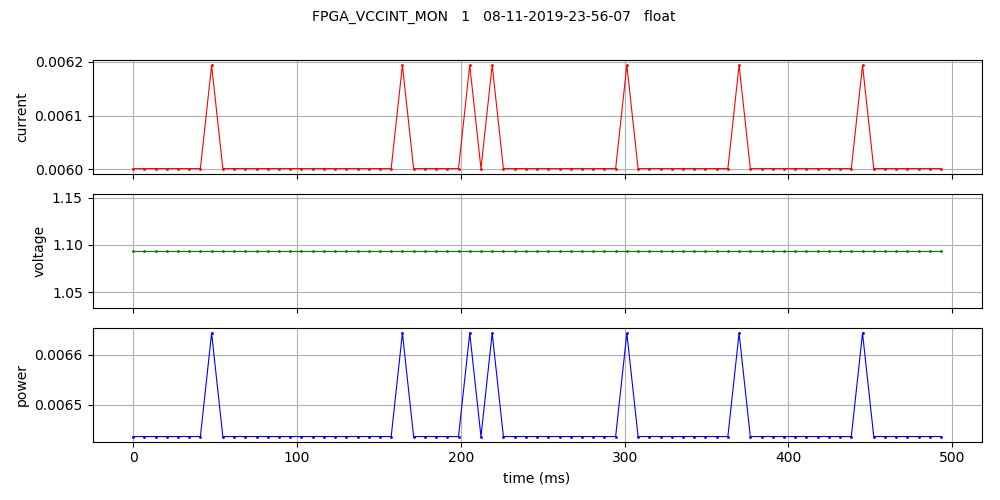 FPGA_VCCINT_MON   1   08-11-2019-23-56-07   float
current
0.0062
0.0061
0.0060
voltage
1.15
1.10
1.05
power
0.0066
0.0065
0 100 200 300 400 500
time (ms)